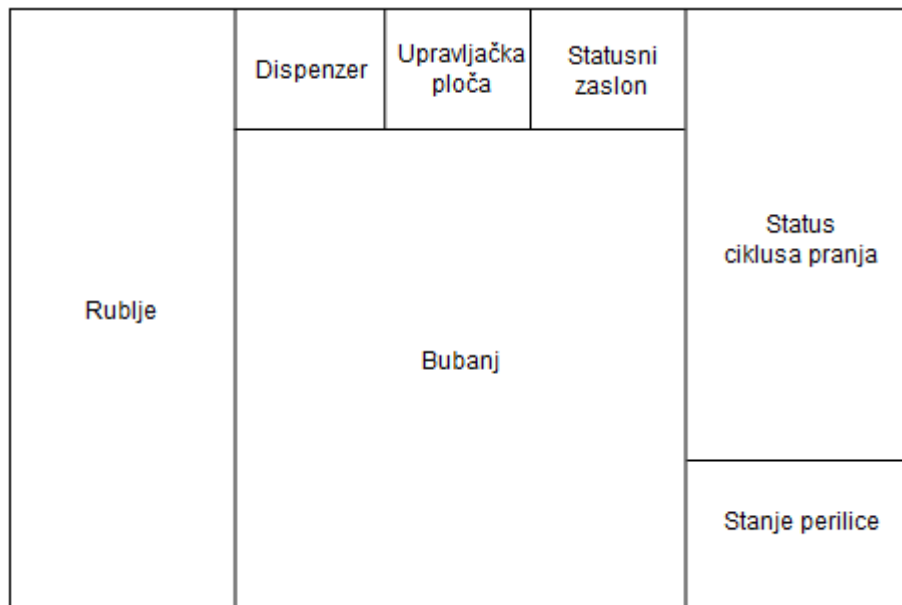 Rublje
Dispenzer
Upravljačka
ploča
Statusni
zaslon
Bubanj
Status
ciklusa pranja
Stanje perilice